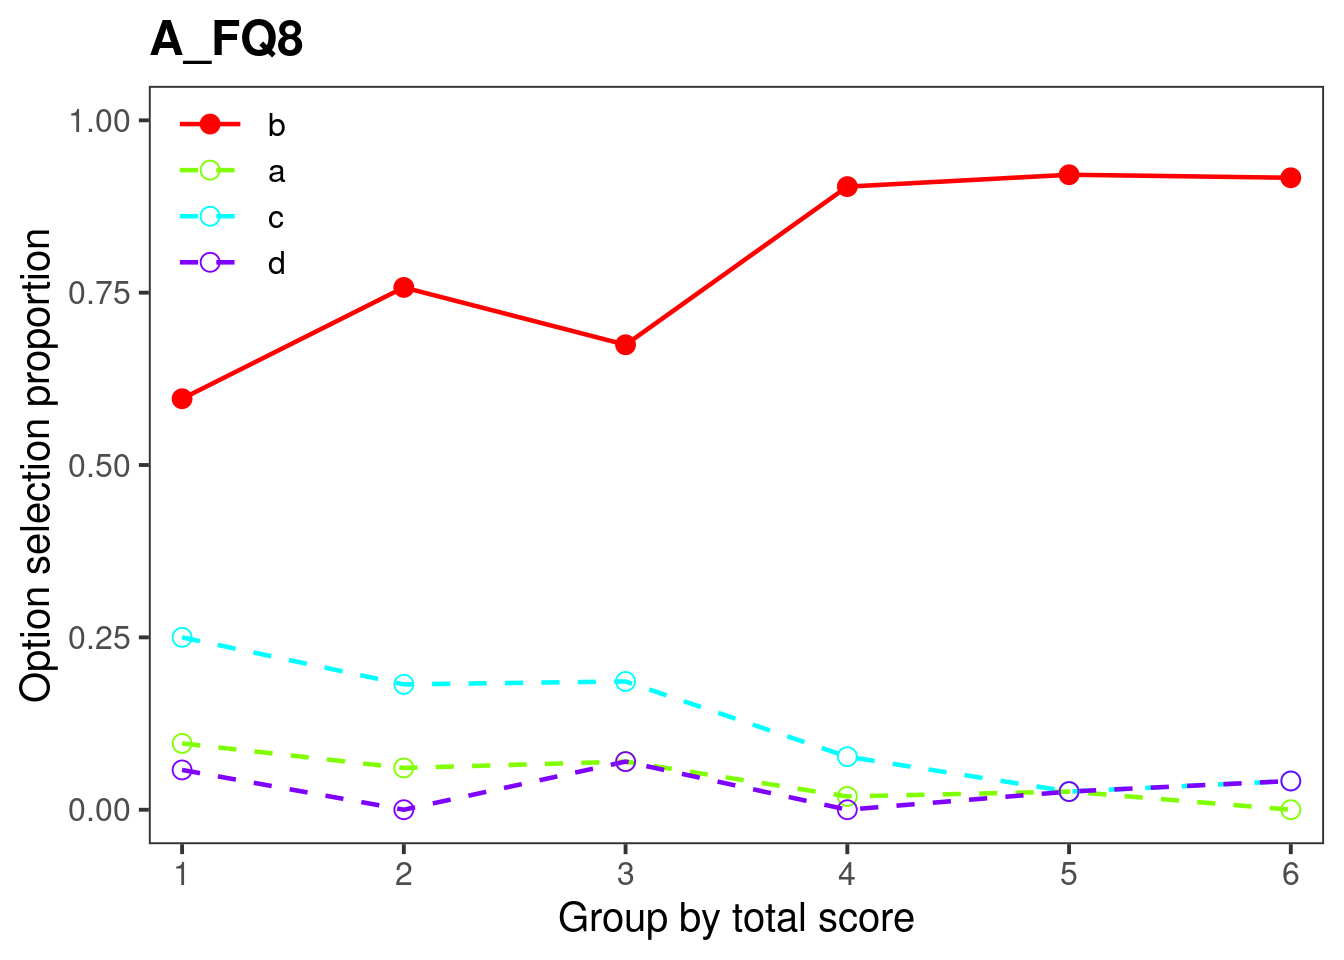 A_FQ8
1.00
0.75
0.50
0.25
0.00
b
a
c
d
Option selection proportion
1 2 3 4 5 6
Group by total score